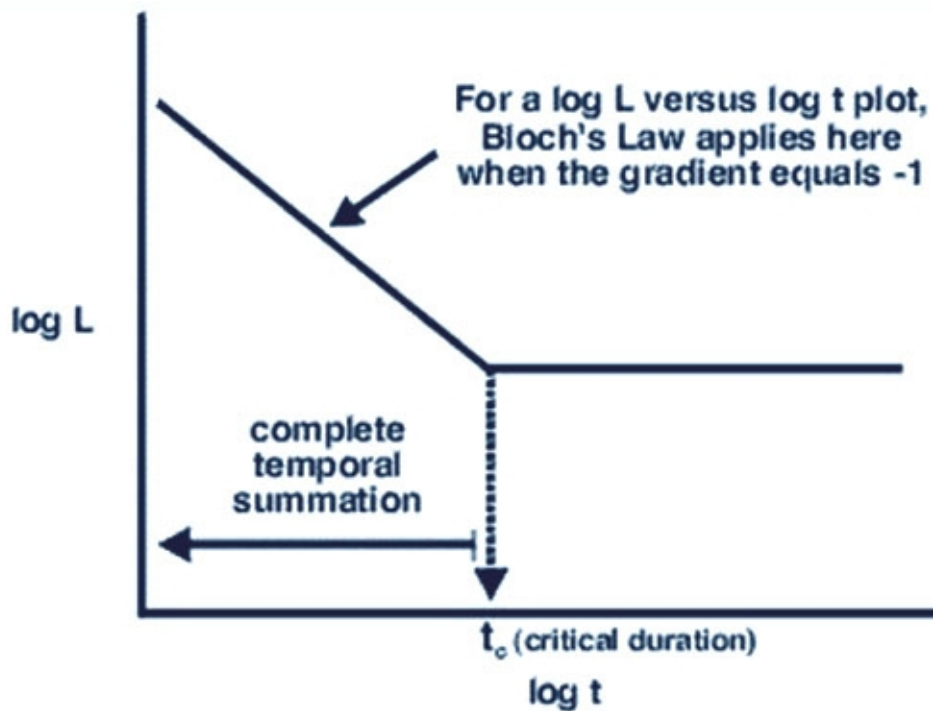 For a log L versus log t plot,
Bloch's Law applies here
when the gradient equals -1
log L
complete
temporal
summation
tc (critical duration)
log t